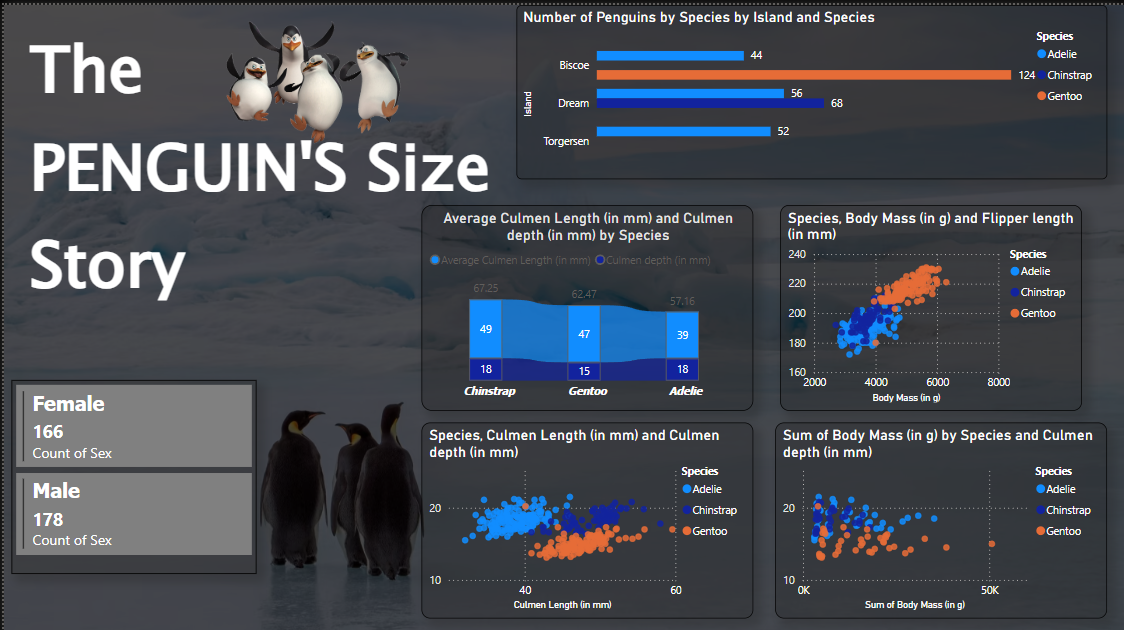 The
PENGUIN'S Size
Story
Number of Penguins by Species by Island and Species
Island
Biscoe
44
124
Dream
56
68
Torgersen
52
Species
Adelie
Chinstrap
Gentoo
Average Culmen Length (in mm) and Culmen
depth (in mm) by Species
Average Culmen Length (in mm) Culmen depth (in mm)
67.25 62.47 57.16
49 47 39
18 15 18
Chinstrap Gentoo Adelie
Species, Body Mass (in g) and Flipper length
(in mm)
240
220
200
180
160
2000 4000 6000 8000
Body Mass (in g)
Species
Adelie
Chinstrap
Gentoo
Female
166
Count of Sex
Male
178
Count of Sex
Species, Culmen Length (in mm) and Culmen
depth (in mm)
20
10
40 60
Culmen Length (in mm)
Species
Adelie
Chinstrap
Gentoo
Sum of Body Mass (in g) by Species and Culmen
depth (in mm)
20
10
0K 50K
Sum of Body Mass (in g)
Species
Adelie
Chinstrap
Gentoo